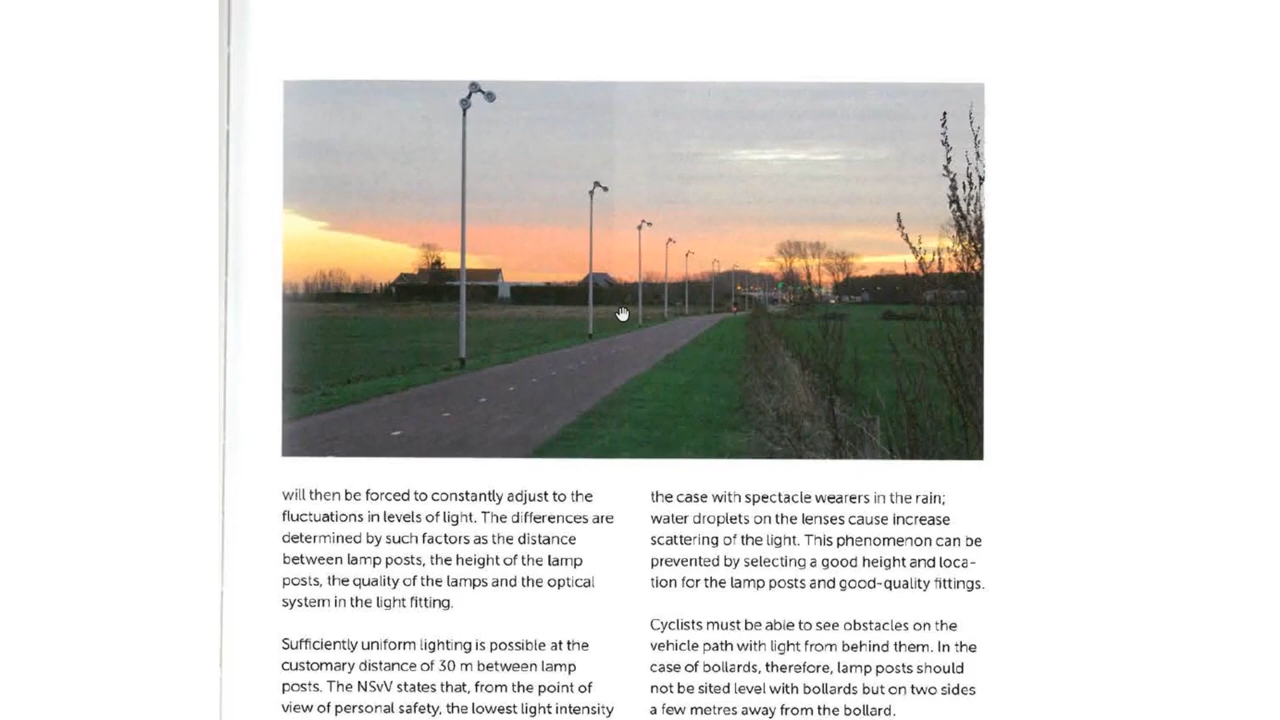 will then be forced to constantly adjust to the
fluctuations in levels of light. The differences are
determined by such factors as the distance
between lamp posts, the height of the lamp
posts, the quality of the lamps and the optical
system in the light fitting.
Sufficiently uniform lighting is possible at the
customary distance of 30 m between lamp
posts. The NSvV states that, from the point of
view of personal safety, the lowest light intensity
the case with spectacle wearers in the rain;
water droplets on the lenses cause increase
scattering of the light. This phenomenon can be
prevented by selecting a good height and loca-
tion for the lamp posts and good-quality fittings.
Cyclists must be able to see obstacles on the
vehicle path with light from behind them. In the
case of bollards, therefore, lamp posts should
not be sited level with bollards but on two sides
a few metres away from the bollard.